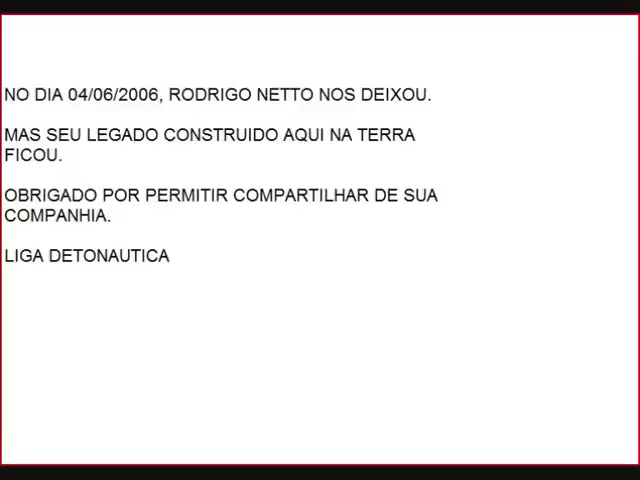 NO DIA 04/06/2006, RODRIGO NETTO NOS DEIXOU.
MAS SEU LEGADO CONSTRUIDO AQUI NA TERRA
FICOU.
OBRIGADO POR PERMITIR COMPARTILHAR DE SUA
COMPANHIA.
LIGA DETONAUTICA